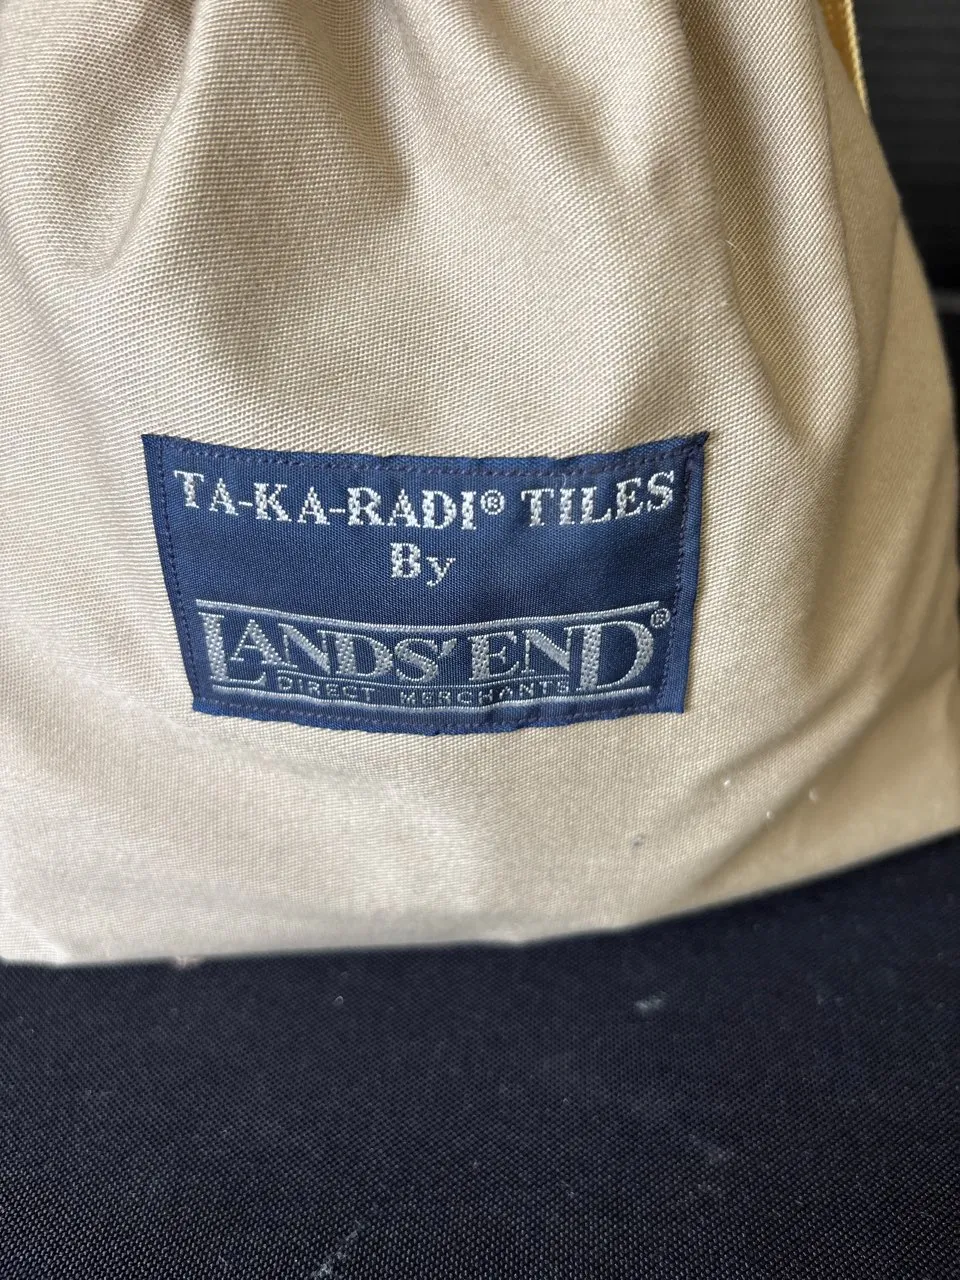 TA-KA-RADI® TILES
By
LANDS' END®
DIRECT MERCHANTS